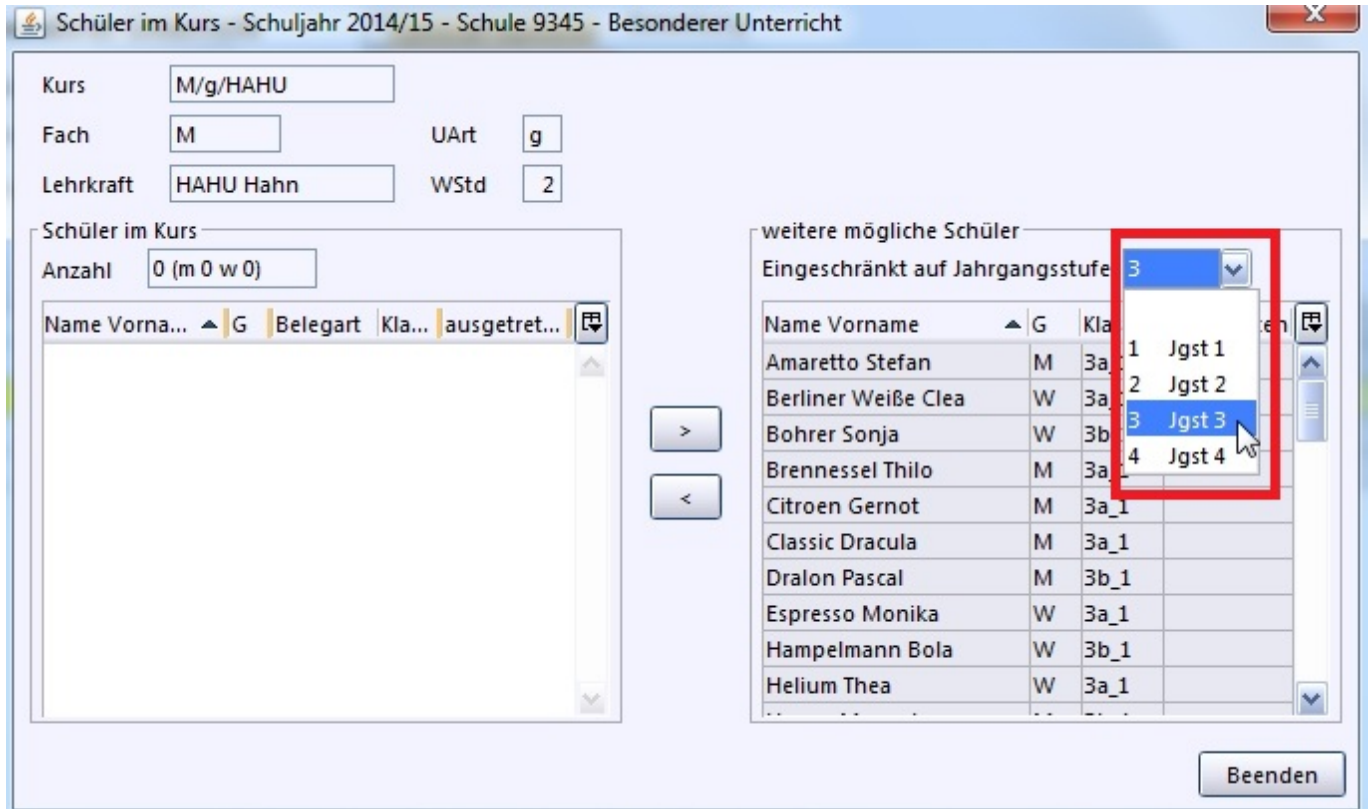 Schüler im Kurs - Schuljahr 2014/15 - Schule 9345 - Besonderer Unterricht
X
Kurs M/g/HAHU
Fach M UArt g
Lehrkraft HAHU Hahn WStd 2
Schüler im Kurs
Anzahl 0 (m 0 w 0)
Name Vorna... G Belegart Kla... ausgetret...
>
<
weitere mögliche Schüler
Eingeschränkt auf Jahrgangsstufe 3
1 Jgst 1
2 Jgst 2
3 Jgst 3
4 Jgst 4
Name Vorname G Kla
Amaretto Stefan M 3a
Berliner Weiße Clea W 3a
Bohrer Sonja W 3b
Brennessel Thilo M 3a_1
Citroen Gernot M 3a_1
Classic Dracula M 3a_1
Dralon Pascal M 3b_1
Espresso Monika W 3a_1
Hampelmann Bola W 3b_1
Helium Thea W 3a_1
Beenden